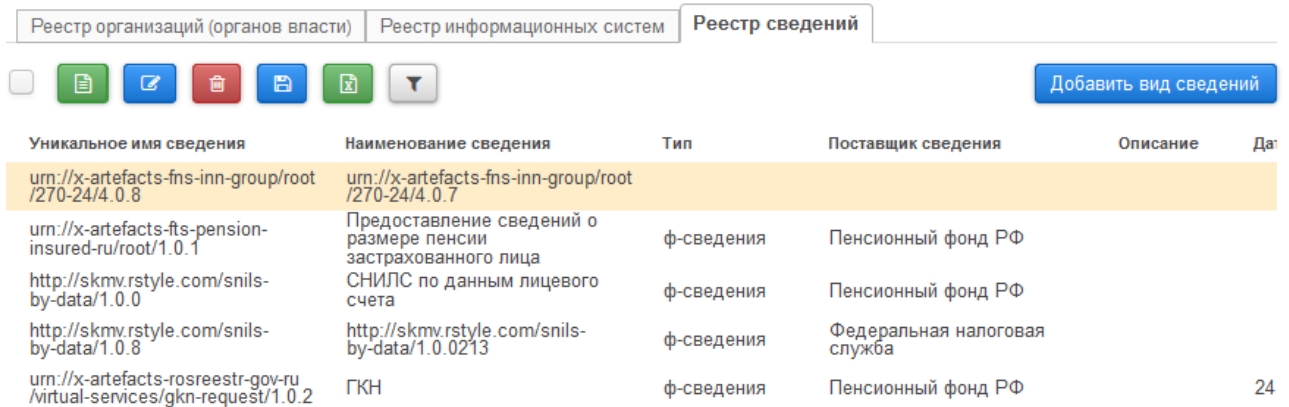 Реестр организаций (органов власти) Реестр информационных систем Реестр сведений
Добавить вид сведений
Уникальное имя сведения Наименование сведения Тип Поставщик сведения Описание
urn://x-artefacts-fns-inn-group/root urn://x-artefacts-fns-inn-group/root
/270-24/4.0.8 /270-24/4.0.7
urn://x-artefacts-fts-pension-
insured-ru/root/1.0.1
Предоставление сведений о
размере пенсии
застрахованного лица
ф-сведения Пенсионный фонд РФ
http://skmv.rstyle.com/snils-
by-data/1.0.0
СНИЛС по данным лицевого
счета
ф-сведения Пенсионный фонд РФ
http://skmv.rstyle.com/snils-
by-data/1.0.8
http://skmv.rstyle.com/snils-
by-data/1.0.0213
ф-сведения
Федеральная налоговая
служба
urn://x-artefacts-rosreestr-gov-ru
/virtual-services/gkn-request/1.0.2
ГКН ф-сведения Пенсионный фонд РФ 24